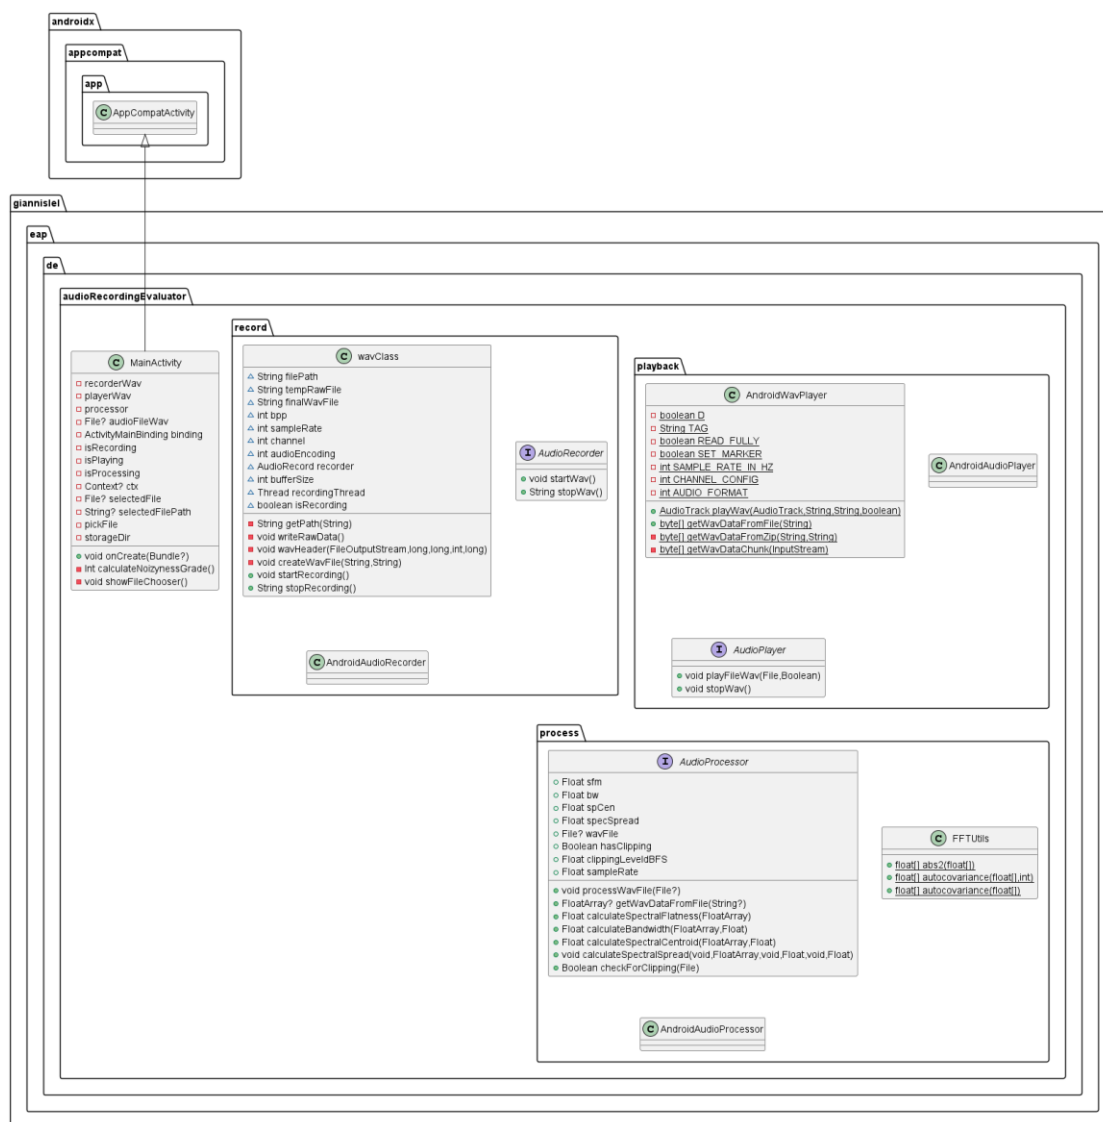 androidx
appcompat
app
C AppCompatActivity
giannislel
eap
de
audioRecordingEvaluator
C MainActivity
recorderWav
playerWav
processor
File? audioFileWav
ActivityMainBinding binding
isRecording
isPlaying
isProcessing
Context? ctx
File? selectedFile
String? selectedFilePath
pickFile
storageDir
void onCreate(Bundle?)
Int calculateNoizynessGrade()
void showFileChooser()
record
C wavClass
String filePath
String tempRawFile
String finalWavFile
int bpp
int sampleRate
int channel
int audioEncoding
AudioRecord recorder
int bufferSize
Thread recordingThread
boolean isRecording
String getPath(String)
void writeRawData()
void wavHeader(FileOutputStream,long,long,int,long)
void createWavFile(String,String)
void startRecording()
String stopRecording()
I AudioRecorder
void startWav()
String stopWav()
C AndroidAudioRecorder
playback
C AndroidWavPlayer
boolean D
String TAG
boolean READ_FULLY
boolean SET_MARKER
int SAMPLE_RATE_IN_HZ
int CHANNEL_CONFIG
int AUDIO_FORMAT
AudioTrack playWav(AudioTrack,String,String,boolean)
byte[] getWavDataFromFile(String)
byte[] getWavDataFromZip(String,String)
byte[] getWavDataChunk(InputStream)
C AndroidAudioPlayer
I AudioPlayer
void playFileWav(File,Boolean)
void stopWav()
process
I AudioProcessor
Float sfm
Float bw
Float spCen
Float specSpread
File? wavFile
Boolean hasClipping
Float clippingLeveldBFS
Float sampleRate
void processWavFile(File?)
FloatArray? getWavDataFromFile(String?)
Float calculateSpectralFlatness(FloatArray)
Float calculateBandwidth(FloatArray,Float)
Float calculateSpectralCentroid(FloatArray,Float)
void calculateSpectralSpread(void,FloatArray,void,Float,void,Float)
Boolean checkForClipping(File)
C FFTUtils
float[] abs2(float[])
float[] autocovariance(float[],int)
float[] autocovariance(float[])
C AndroidAudioProcessor